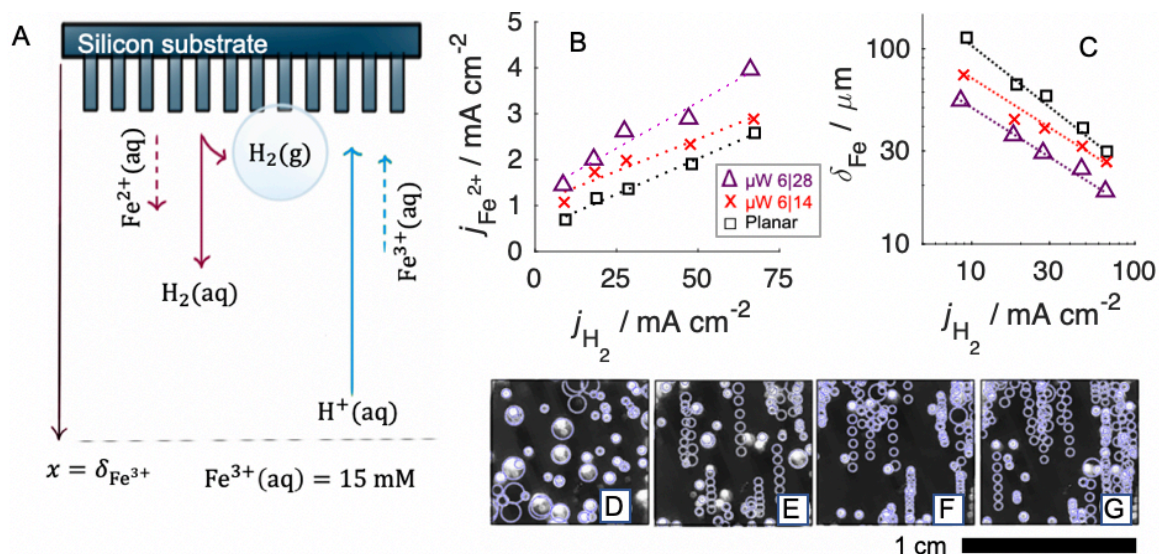 A
Silicon substrate
H₂(g)
Fe²⁺(aq)
Fe³⁺(aq)
H₂(aq)
H⁺(aq)
x = δFe³⁺
Fe³⁺(aq) = 15 mM
B
jFe²⁺ / mA cm⁻²
5
4
3
2
1
0
0
25
50
75
jH₂ / mA cm⁻²
µW 6|28
µW 6|14
Planar
C
δFe / µm
100
30
10
10
30
100
jH₂ / mA cm⁻²
D
E
F
G
1 cm